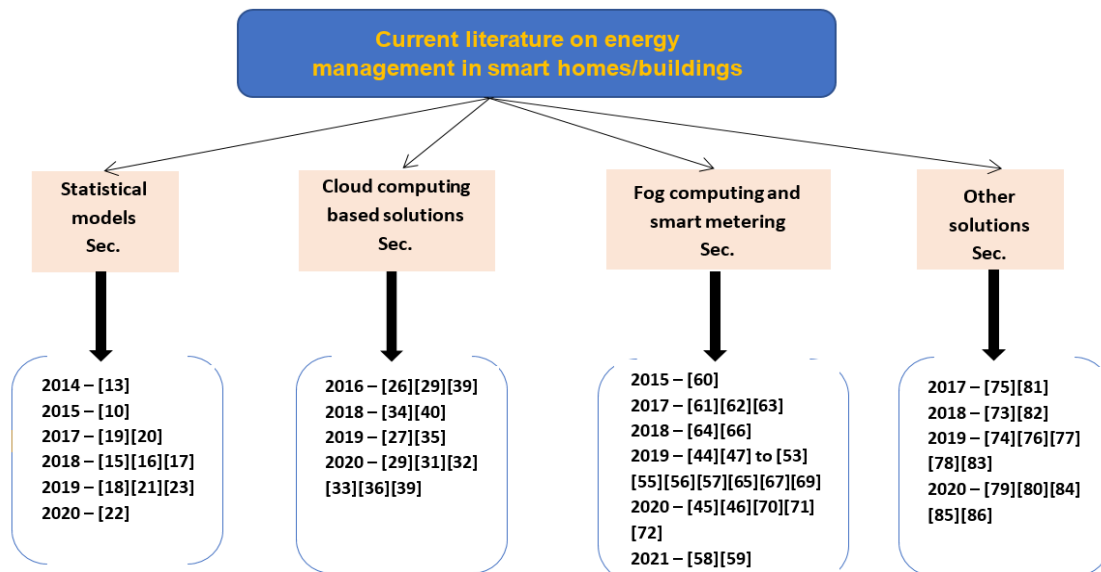 Current literature on energy
management in smart homes/buildings
Statistical
models
Sec.
Cloud computing
based solutions
Sec.
Fog computing and
smart metering
Sec.
Other
solutions
Sec.
2014 – [13]
2015 – [10]
2017 – [19][20]
2018 – [15][16][17]
2019 – [18][21][23]
2020 – [22]
2016 – [26][29][39]
2018 – [34][40]
2019 – [27][35]
2020 – [29][31][32]
[33][36][39]
2015 – [60]
2017 – [61][62][63]
2018 – [64][66]
2019 – [44][47] to [53]
[55][56][57][65][67][69]
2020 – [45][46][70][71]
[72]
2021 – [58][59]
2017 – [75][81]
2018 – [73][82]
2019 – [74][76][77]
[78][83]
2020 – [79][80][84]
[85][86]